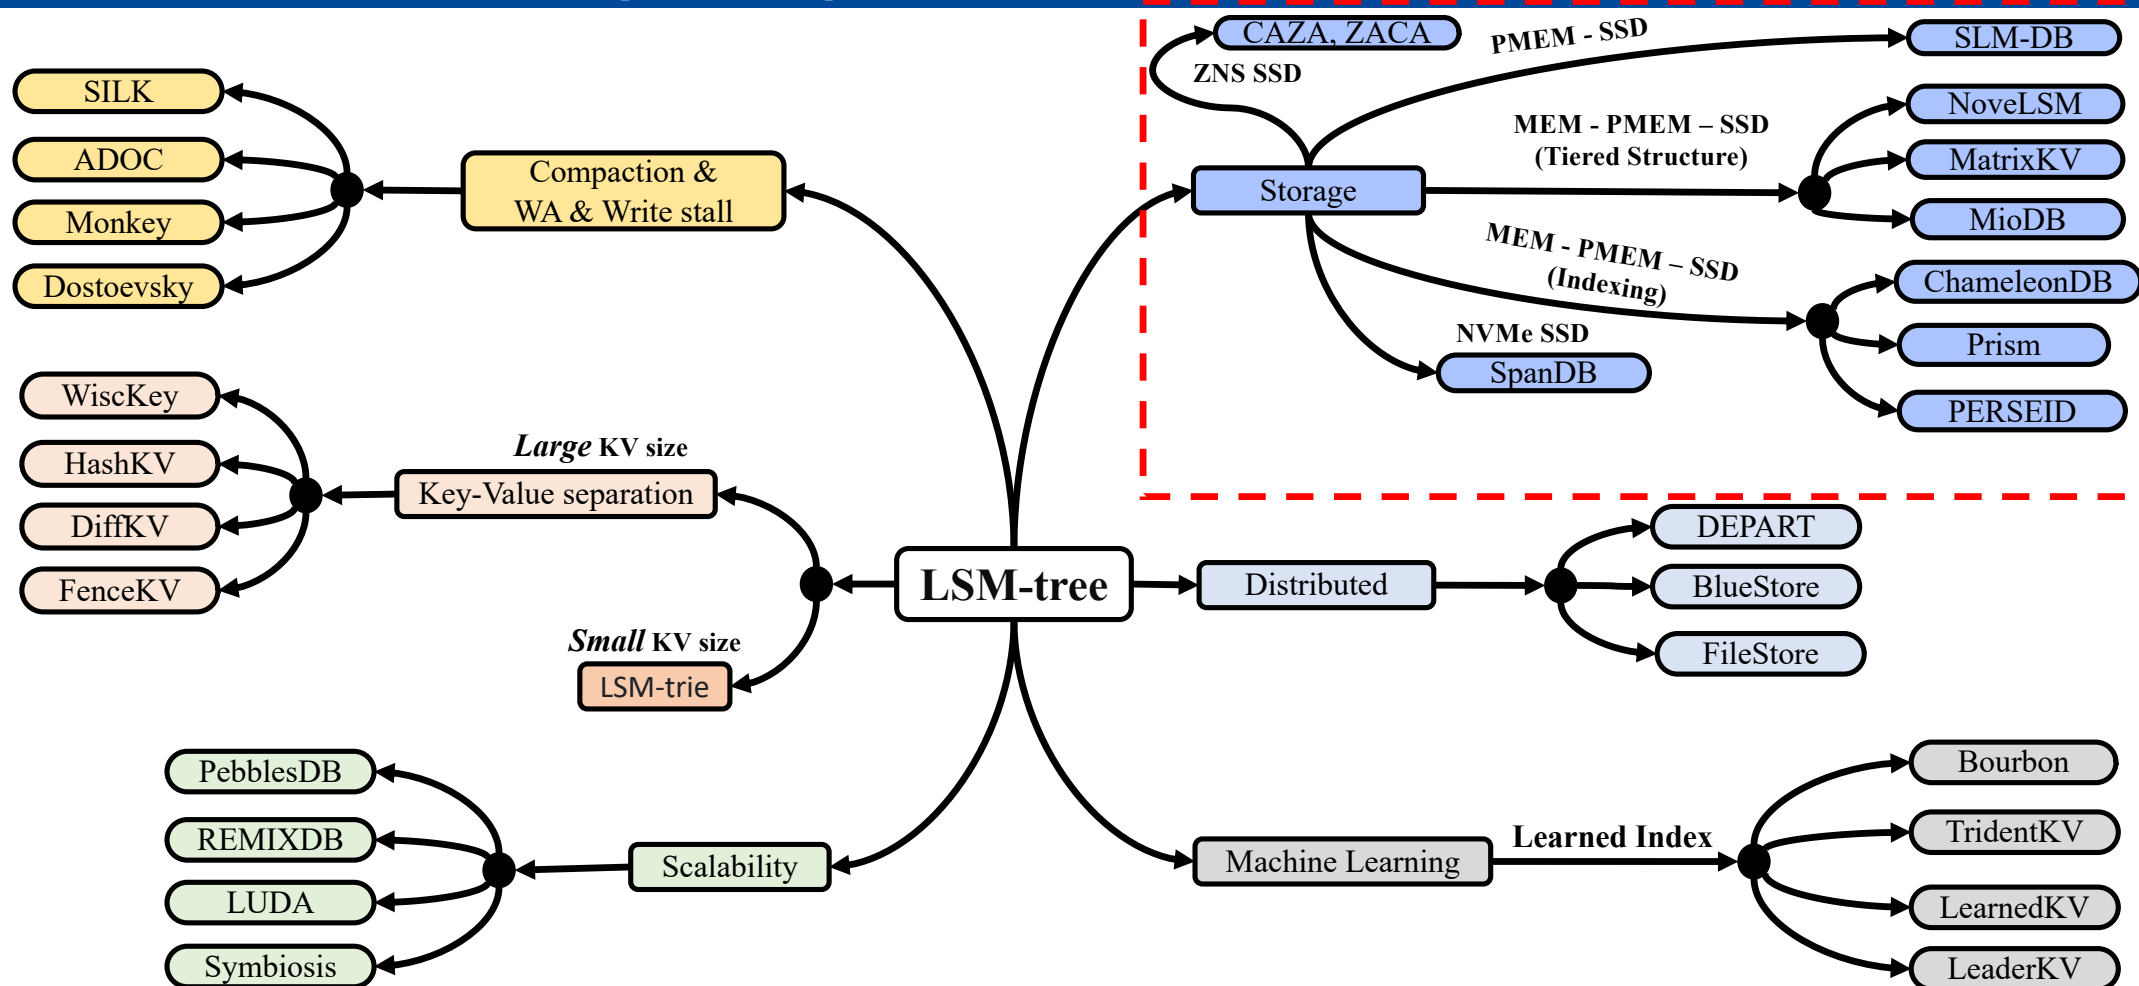 CAZA, ZACA
ZNS SSD
PMEM - SSD
SLM-DB
MEM - PMEM – SSD
(Tiered Structure)
NoveLSM
MatrixKV
MioDB
Storage
MEM - PMEM – SSD
(Indexing)
ChameleonDB
Prism
PERSEID
NVMe SSD
SpanDB
SILK
ADOC
Monkey
Dostoevsky
Compaction &
WA & Write stall
WiscKey
HashKV
DiffKV
FenceKV
Large KV size
Key-Value separation
Small KV size
LSM-trie
LSM-tree
Distributed
DEPART
BlueStore
FileStore
PebblesDB
REMIXDB
LUDA
Symbiosis
Scalability
Machine Learning
Learned Index
Bourbon
TridentKV
LearnedKV
LeaderKV